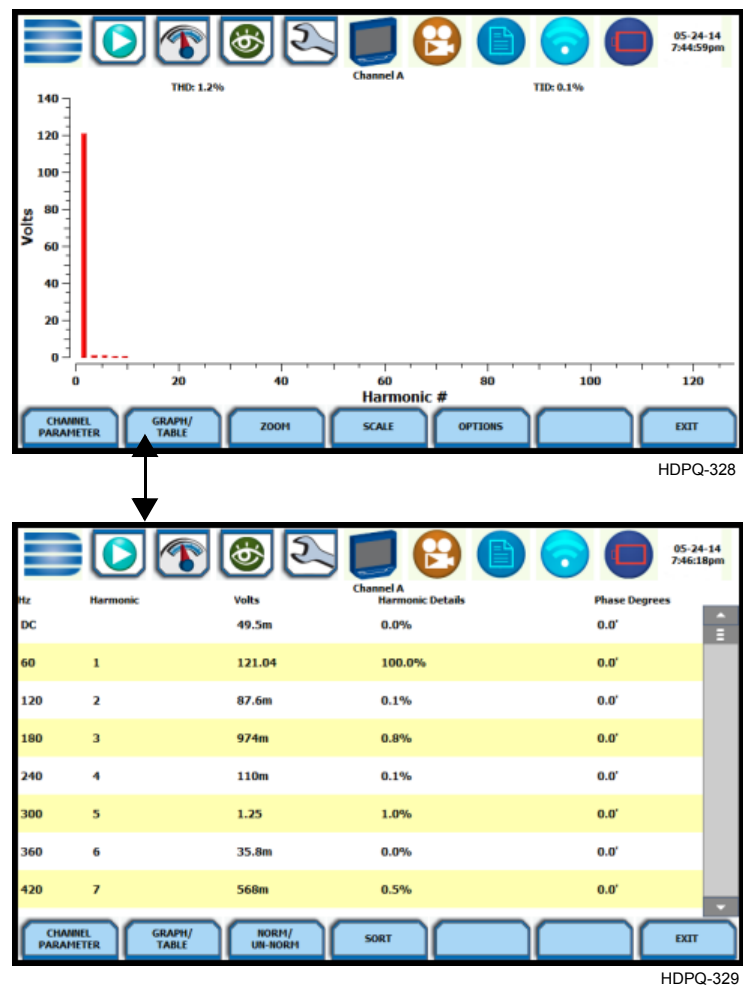 05-24-14
7:44:59pm
Channel A
THD: 1.2% TID: 0.1%
140
120
100
80
60
40
20
0
Volts
0 20 40 60 80 100 120
Harmonic #
CHANNEL PARAMETER GRAPH/ TABLE ZOOM SCALE OPTIONS EXIT
HDPQ-328
05-24-14
7:46:18pm
Channel A
Hz Harmonic Volts Harmonic Details Phase Degrees
DC 49.5m 0.0% 0.0'
60 1 121.04 100.0% 0.0'
120 2 87.6m 0.1% 0.0'
180 3 974m 0.8% 0.0'
240 4 110m 0.1% 0.0'
300 5 1.25 1.0% 0.0'
360 6 35.8m 0.0% 0.0'
420 7 568m 0.5% 0.0'
CHANNEL PARAMETER GRAPH/ TABLE NORM/ UN-NORM SORT EXIT
HDPQ-329